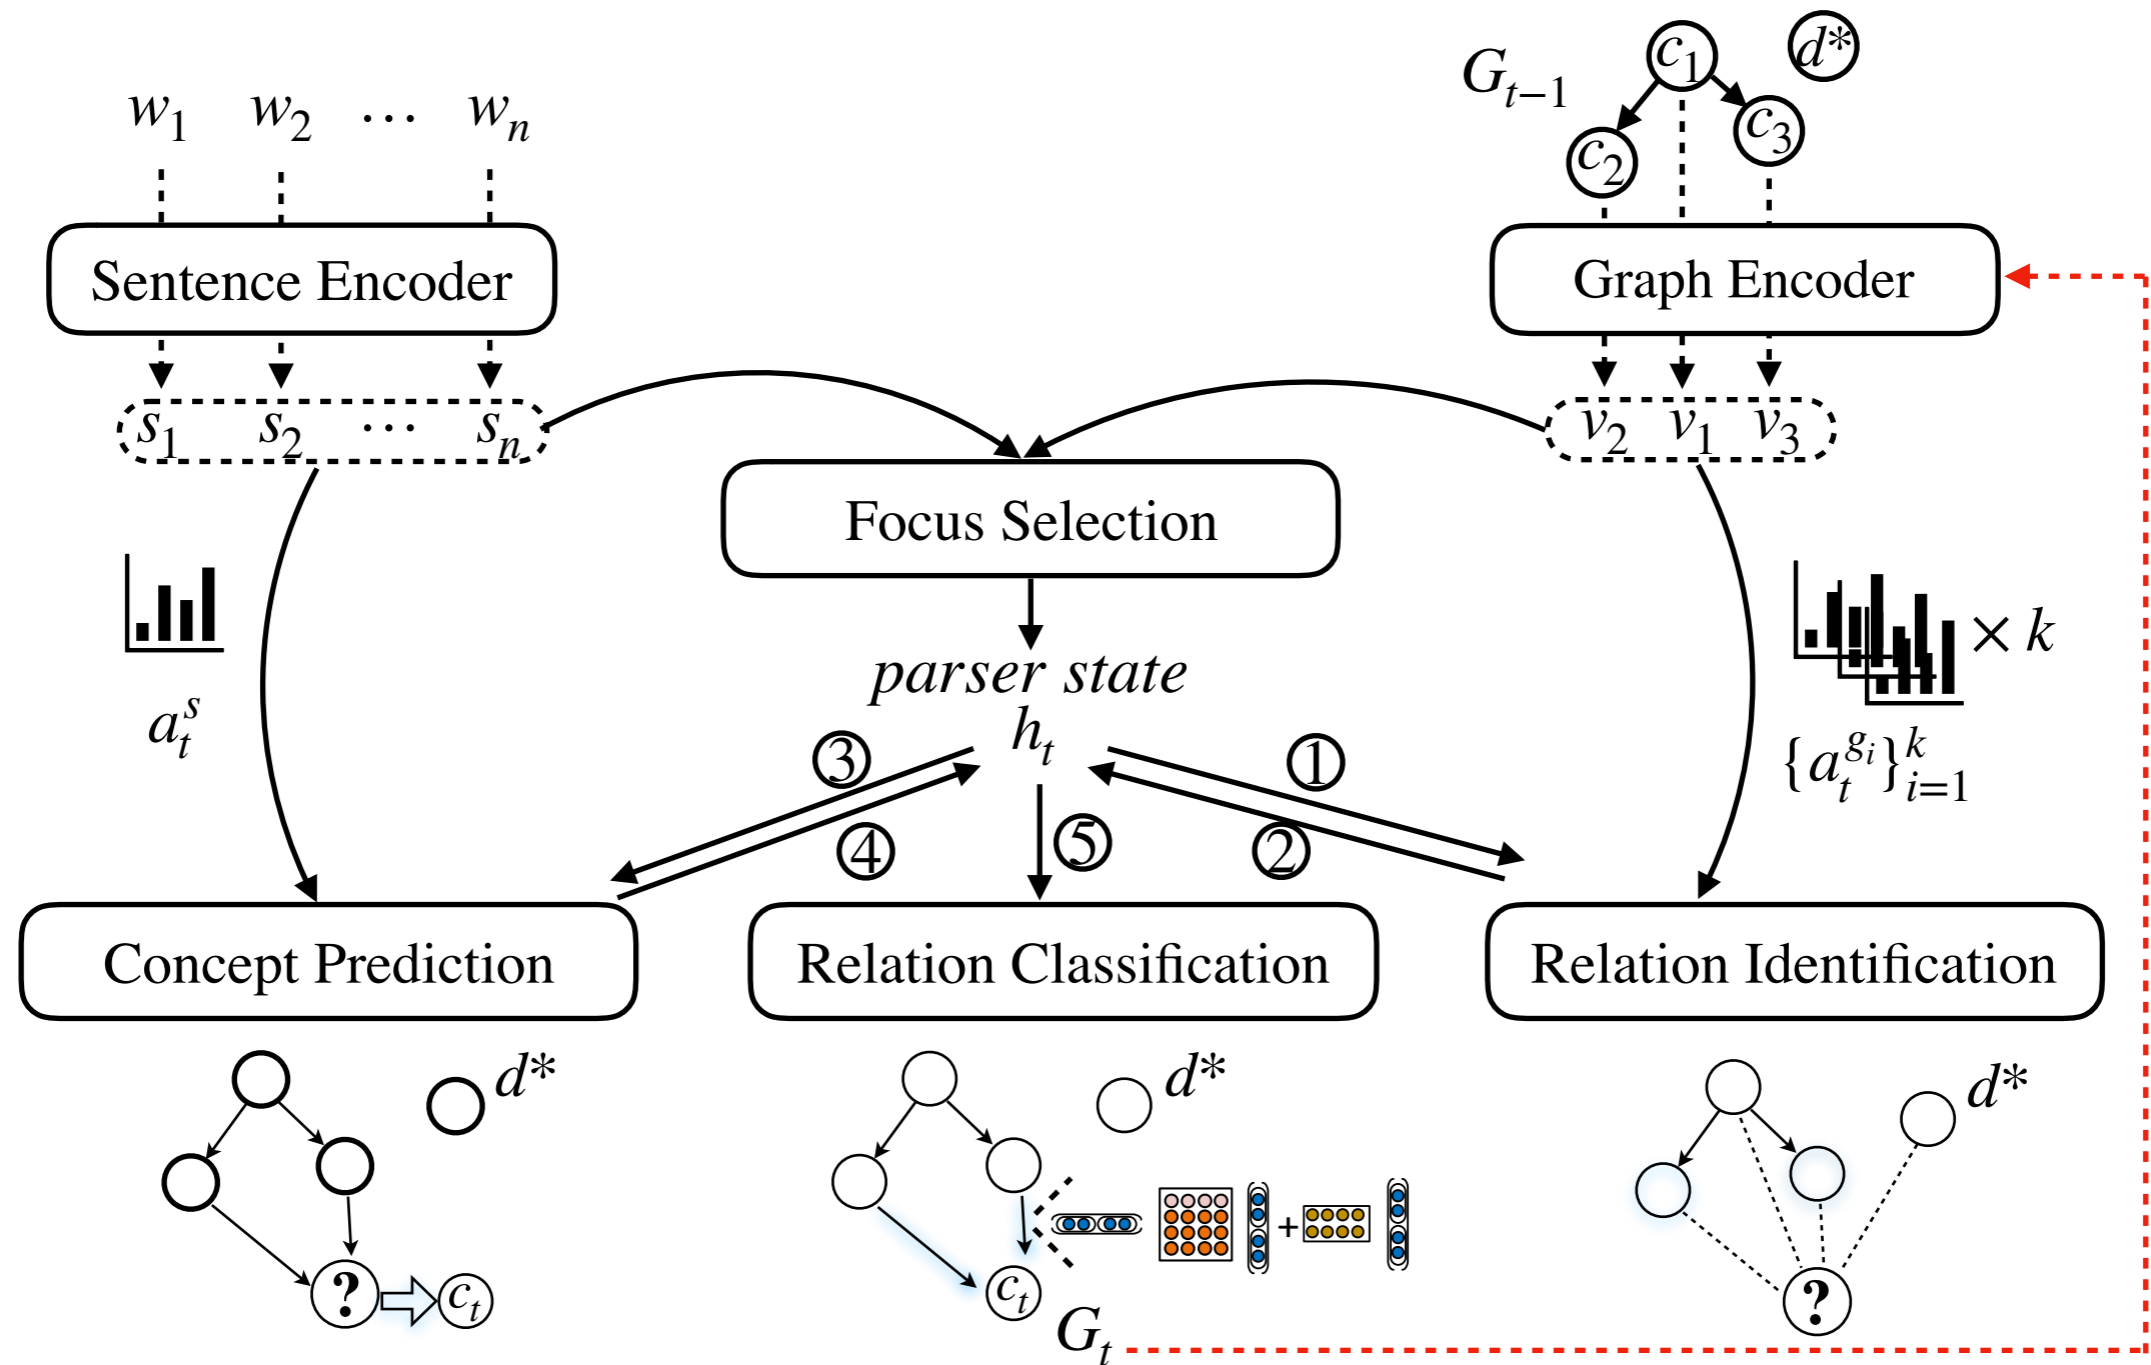 G_{t−1} c_1 d*
c_2 c_3
w_1 w_2 ⋯ w_n
Sentence Encoder
Graph Encoder
s_1 s_2 ⋯ s_n
v_2 v_1 v_3
Focus Selection
parser state
h_t
a_t^s
× k
{a_t^{g_i}}_{i=1}^k
③ ①
④ ⑤ ②
Concept Prediction
Relation Classification
Relation Identification
d* d* d*
+
? c_t
c_t
?
G_t